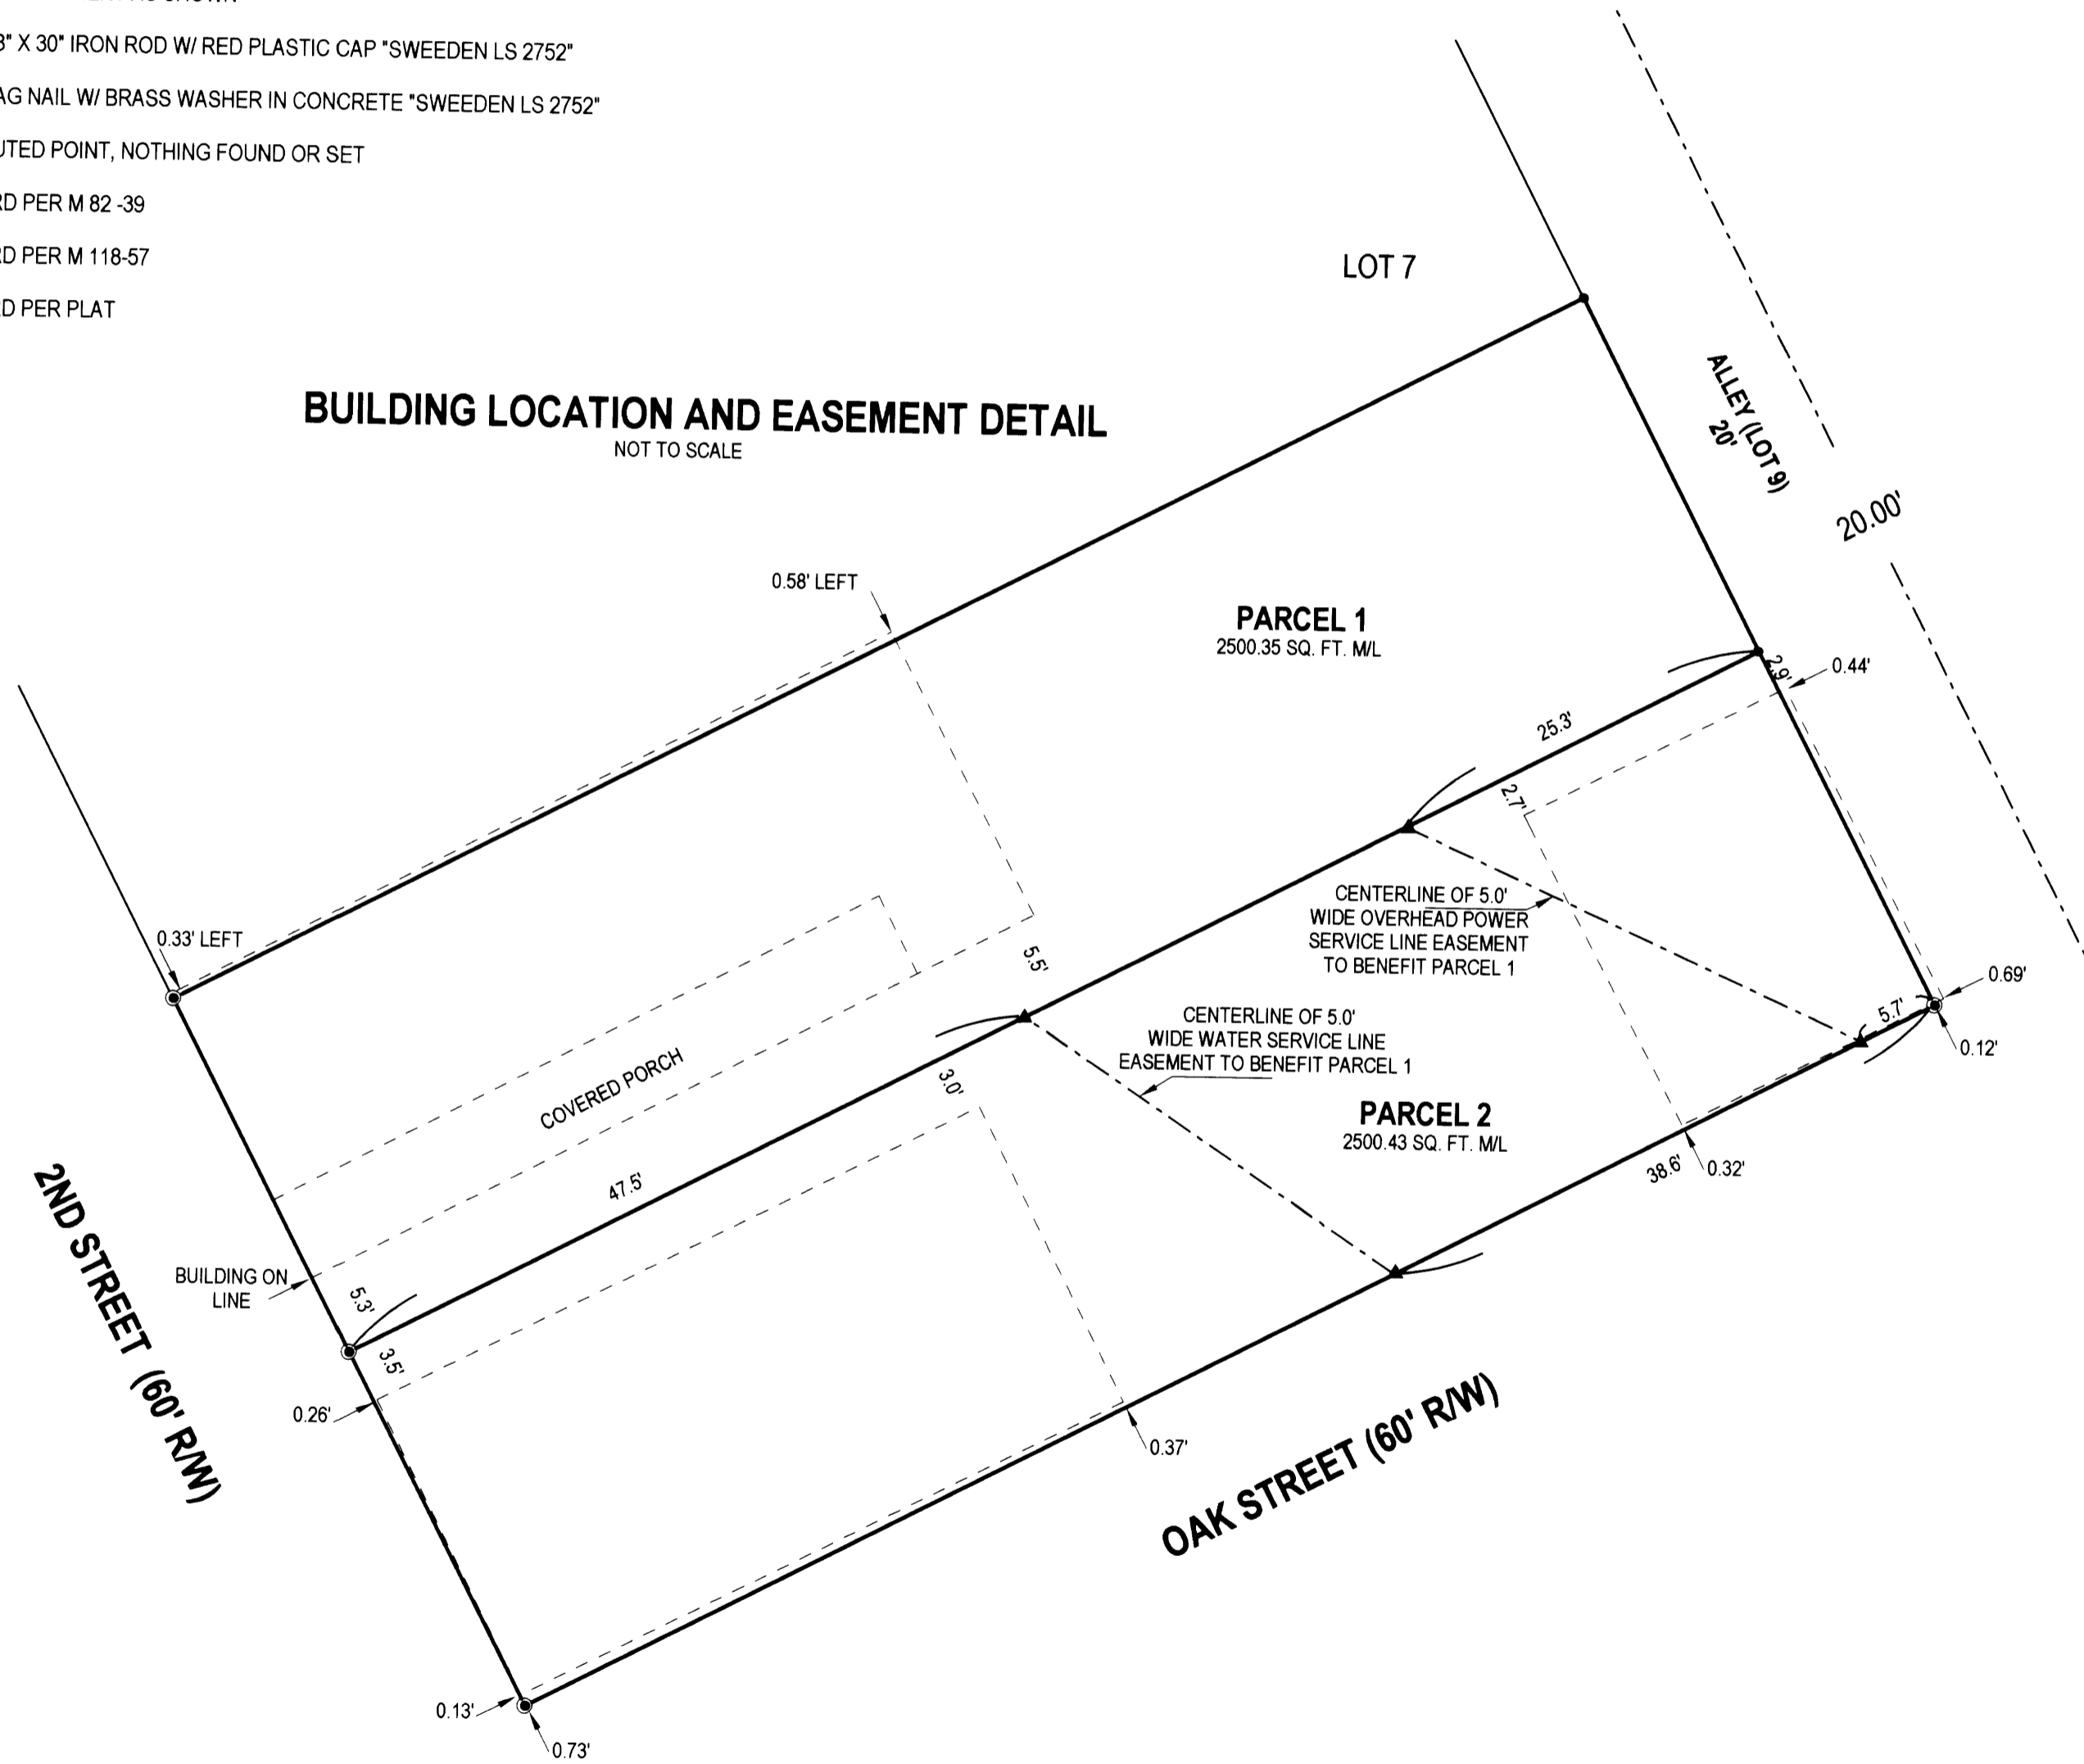 X 30" IRON ROD W/ RED PLASTIC CAP "SWEEDEN LS 2752"
NAIL W/ BRASS WASHER IN CONCRETE "SWEEDEN LS 2752"
POINT, NOTHING FOUND OR SET
PER M 82 -39
PER M 118-57
PER PLAT
LOT 7
BUILDING LOCATION AND EASEMENT DETAIL
NOT TO SCALE
ALLEY (LOT 9)
20'
20.00'
0.58' LEFT
PARCEL 1
2500.35 SQ. FT. M/L
2.9'
0.44'
25.3'
2.7'
CENTERLINE OF 5.0'
WIDE OVERHEAD POWER
SERVICE LINE EASEMENT
TO BENEFIT PARCEL 1
0.33' LEFT
5.5'
0.69'
5.7'
0.12'
CENTERLINE OF 5.0'
WIDE WATER SERVICE LINE
EASEMENT TO BENEFIT PARCEL 1
COVERED PORCH
3.0'
PARCEL 2
2500.43 SQ. FT. M/L
38.6'
0.32'
47.5'
2ND STREET (60' R/W)
BUILDING ON
LINE
5.3'
3.5'
0.26'
0.37'
OAK STREET (60' R/W)
0.13'
0.73'